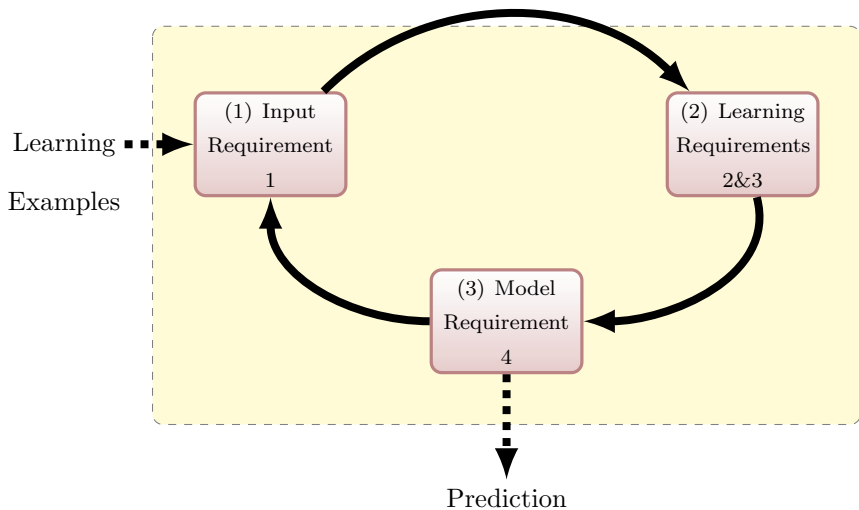 (1) Input
Requirement
1
(2) Learning
Requirements
2&3
Learning
Examples
(3) Model
Requirement
4
Prediction